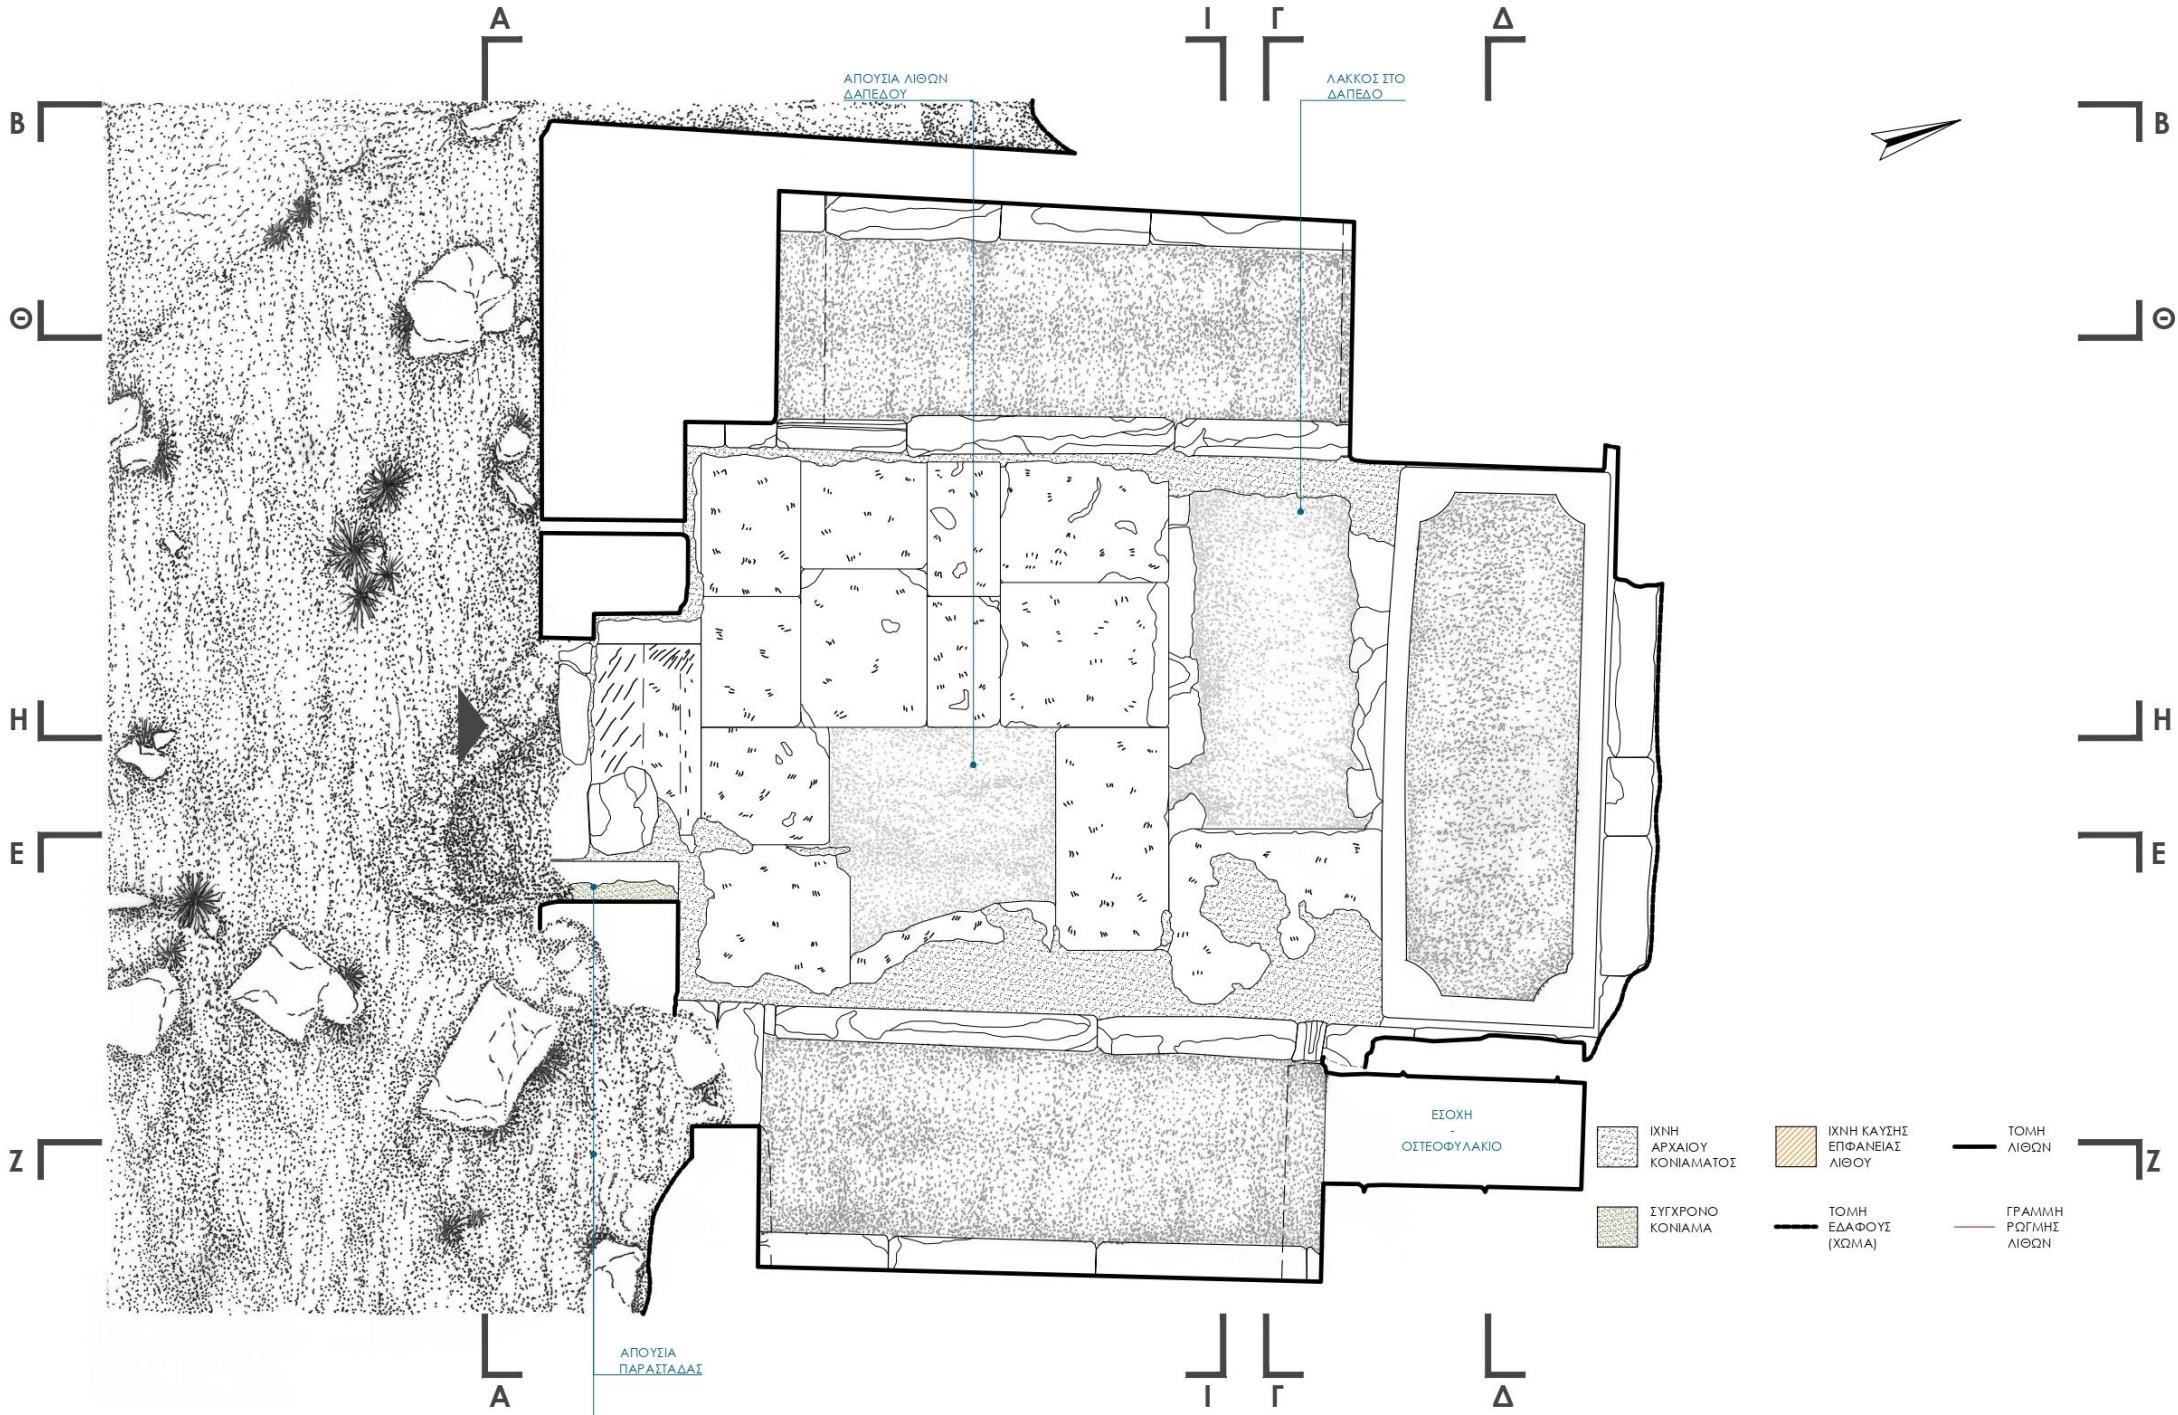 Α
Ι
Γ
Δ
ΑΠΟΥΣΙΑ ΛΙΘΩΝ
ΔΑΠΕΔΟΥ
ΛΑΚΚΟΣ ΣΤΟ
ΔΑΠΕΔΟ
Β
Β
Θ
Θ
Η
Η
Ε
Ε
Ζ
Ζ
ΕΣΟΧΗ
-
ΟΣΤΕΟΦΥΛΑΚΙΟ
ΙΧΝΗ
ΑΡΧΑΙΟΥ
ΚΟΝΙΑΜΑΤΟΣ
ΙΧΝΗ ΚΑΥΣΗΣ
ΕΠΦΑΝΕΙΑΣ
ΛΙΘΟΥ
ΤΟΜΗ
ΛΙΘΩΝ
ΣΥΓΧΡΟΝΟ
ΚΟΝΙΑΜΑ
ΤΟΜΗ
ΕΔΑΦΟΥΣ
(ΧΩΜΑ)
ΓΡΑΜΜΗ
ΡΩΓΜΗΣ
ΛΙΘΩΝ
ΑΠΟΥΣΙΑ
ΠΑΡΑΣΤΑΔΑΣ
Α
Ι
Γ
Δ